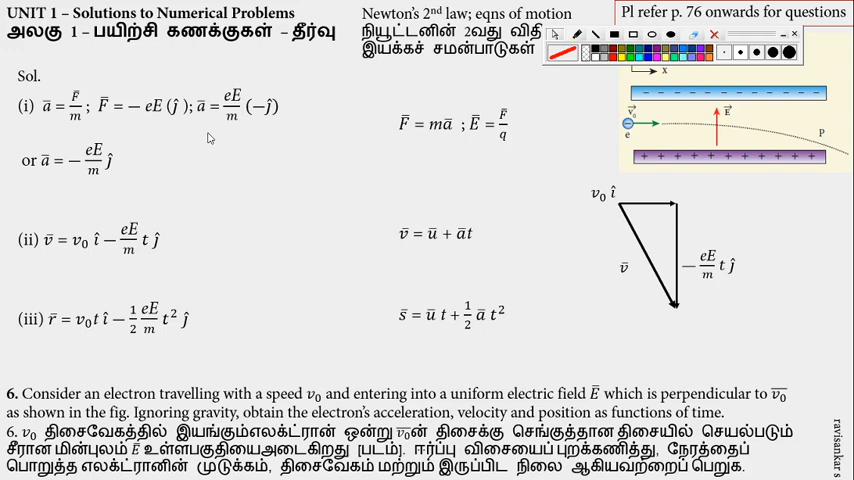 UNIT 1 – Solutions to Numerical Problems
அலகு 1 – பயிற்சி கணக்குகள் – தீர்வு
Newton's 2nd law; eqns of motion
நியூட்டனின் 2வது விதி
இயக்கச் சமன்பாடுகள்
Pl refer p. 76 onwards for questions
Sol.
(i) a̅ = F̅/m ; F̅ = − eE (ĵ ); a̅ = eE/m (−ĵ)
or a̅ = − eE/m ĵ
F̅ = ma̅ ; E̅ = F̅/q
x
v⃗₀
E⃗
e
P
(ii) v̅ = v₀ î − eE/m t ĵ
v̅ = u̅ + a̅t
v₀ î
v̅
− eE/m t ĵ
(iii) r̅ = v₀t î − 1/2 eE/m t² ĵ
s̅ = u̅ t + 1/2 a̅ t²
6. Consider an electron travelling with a speed v₀ and entering into a uniform electric field E̅ which is perpendicular to v̅₀
as shown in the fig. Ignoring gravity, obtain the electron's acceleration, velocity and position as functions of time.
6. v₀ திசைவேகத்தில் இயங்கும்எலக்ட்ரான் ஒன்று v̅₀ன் திசைக்கு செங்குத்தான திசையில் செயல்படும்
சீரான மின்புலம் E̅ உள்ளபகுதியைஅடைகிறது (படம்). ஈர்ப்பு விசையைப் புறக்கணித்து, நேரத்தைப்
பொறுத்த எலக்ட்ரானின் முடுக்கம், திசைவேகம் மற்றும் இருப்பிட நிலை ஆகியவற்றைப் பெறுக.
ravisankar s